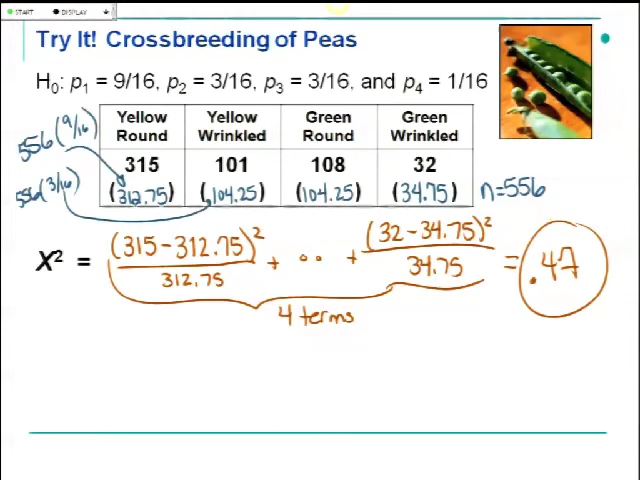 START DISPLAY
Try It! Crossbreeding of Peas
H₀: p₁ = 9/16, p₂ = 3/16, p₃ = 3/16, and p₄ = 1/16
Yellow Round Yellow Wrinkled Green Round Green Wrinkled
556(9/16)
315 101 108 32
556(3/16) (312.75) (104.25) (104.25) (34.75) n=556
X² = (315-312.75)²/312.75 + ·· + (32-34.75)²/34.75 = .47
4 terms